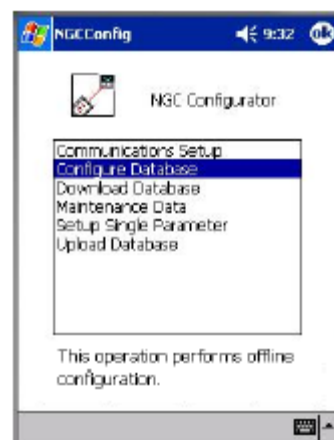 NGCConfig 9:32 ok
NGC Configurator
Communications Setup
Configure Database
Download Database
Maintenance Data
Setup Single Parameter
Upload Database
This operation performs offline
configuration.